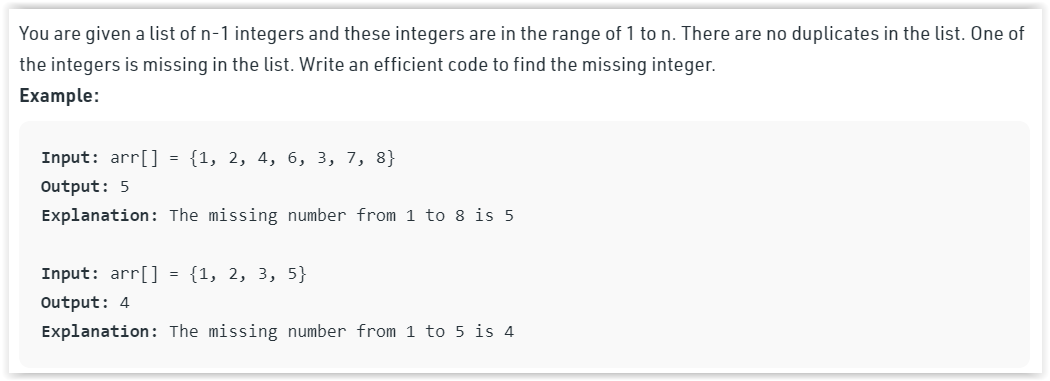 You are given a list of n-1 integers and these integers are in the range of 1 to n. There are no duplicates in the list. One of
the integers is missing in the list. Write an efficient code to find the missing integer.
Example:
Input: arr[] = {1, 2, 4, 6, 3, 7, 8}
Output: 5
Explanation: The missing number from 1 to 8 is 5
Input: arr[] = {1, 2, 3, 5}
Output: 4
Explanation: The missing number from 1 to 5 is 4